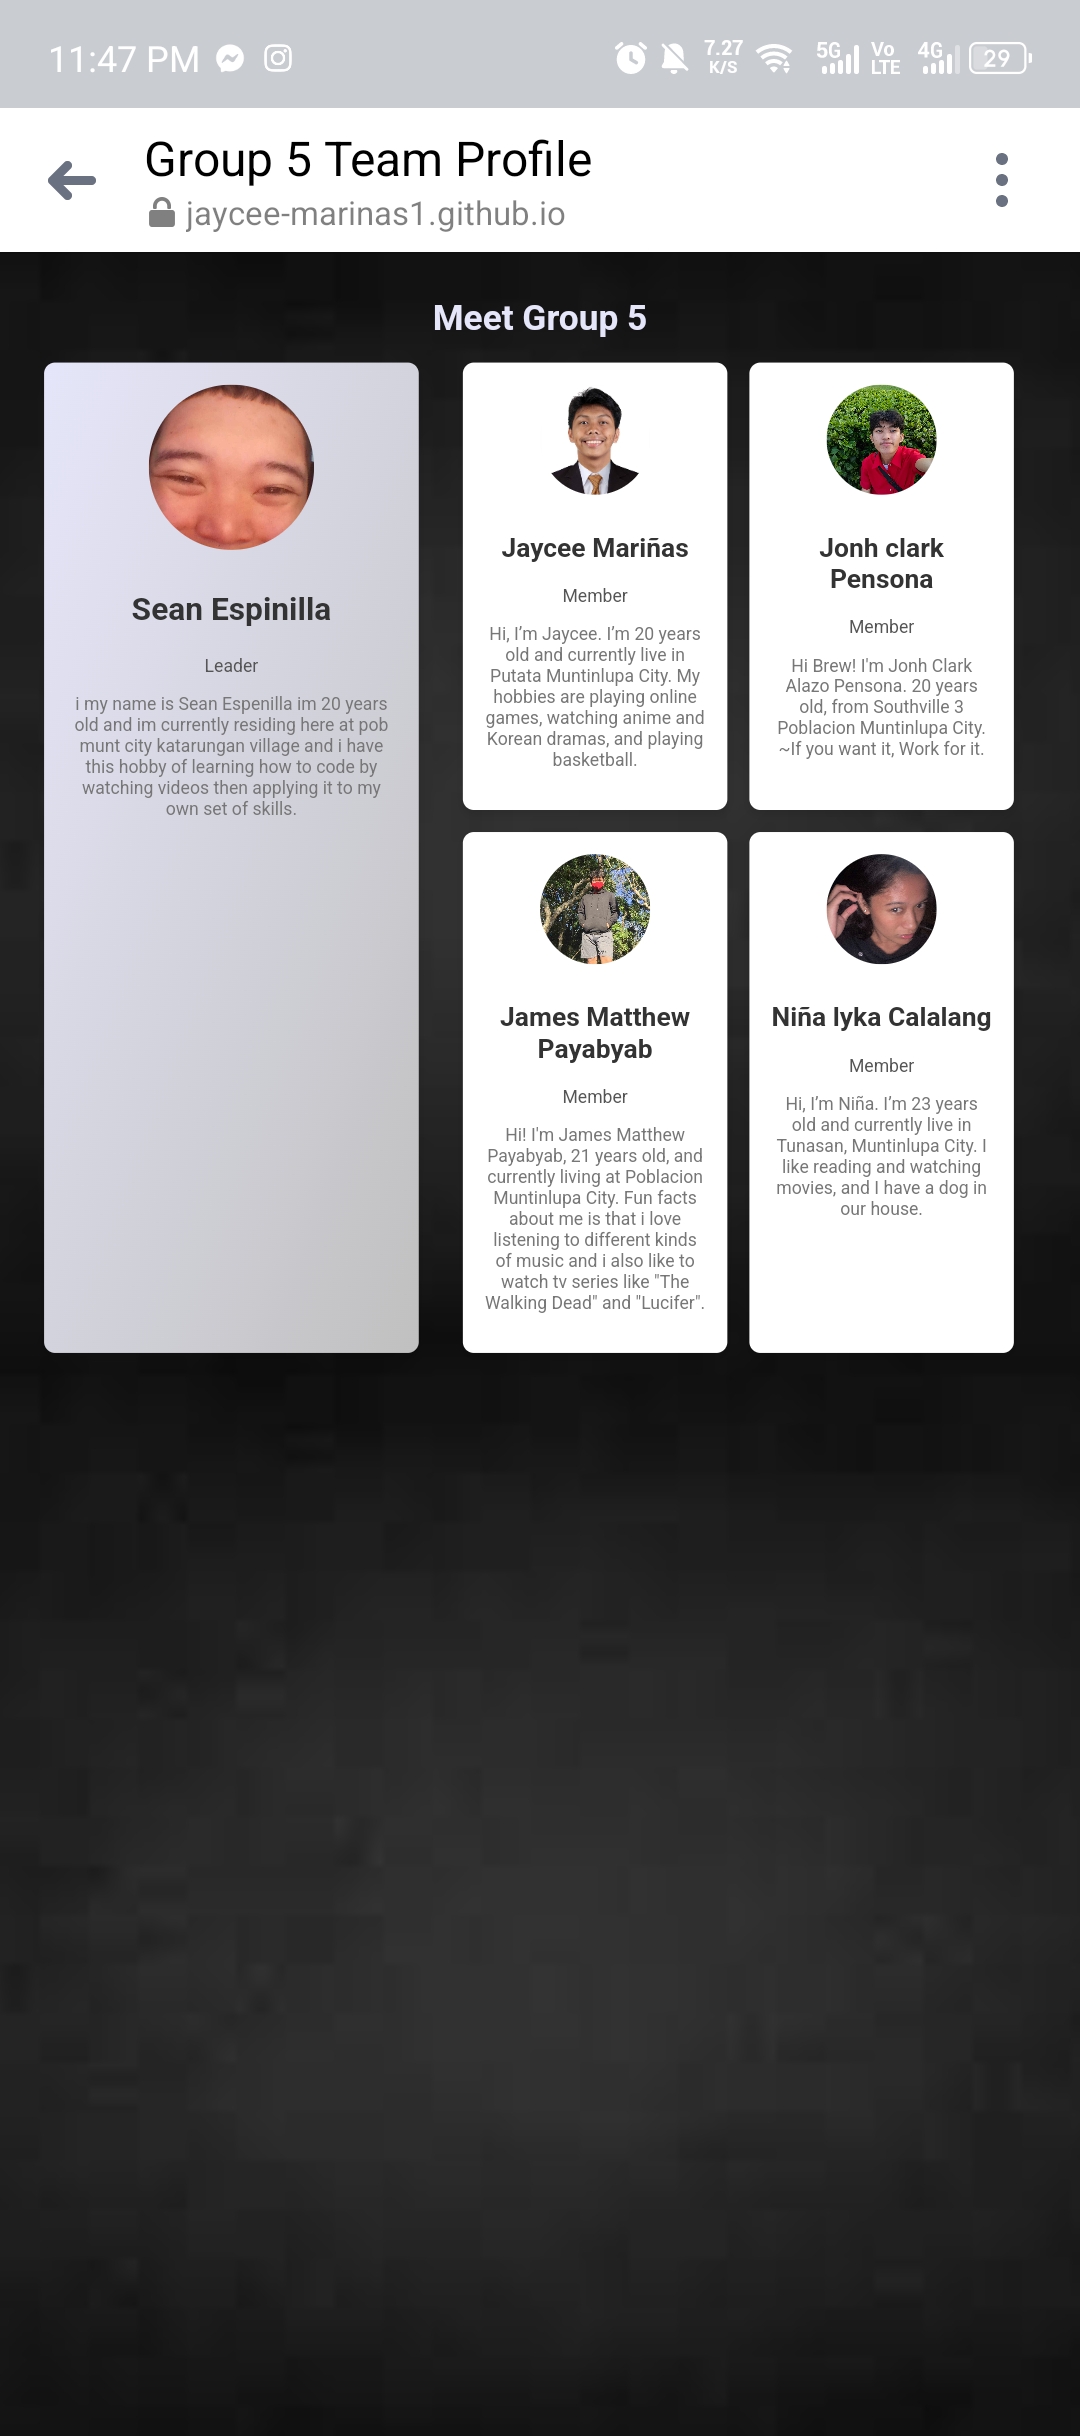 11:47 PM
7.27
K/S
5G
Vo
LTE
4G
29
Group 5 Team Profile
jaycee-marinas1.github.io
Meet Group 5
Sean Espinilla
Leader
i my name is Sean Espenilla im 20 years
old and im currently residing here at pob
munt city katarungan village and i have
this hobby of learning how to code by
watching videos then applying it to my
own set of skills.
Jaycee Mariñas
Member
Hi, I’m Jaycee. I’m 20 years
old and currently live in
Putata Muntinlupa City. My
hobbies are playing online
games, watching anime and
Korean dramas, and playing
basketball.
Jonh clark
Pensona
Member
Hi Brew! I'm Jonh Clark
Alazo Pensona. 20 years
old, from Southville 3
Poblacion Muntinlupa City.
~If you want it, Work for it.
James Matthew
Payabyab
Member
Hi! I'm James Matthew
Payabyab, 21 years old, and
currently living at Poblacion
Muntinlupa City. Fun facts
about me is that i love
listening to different kinds
of music and i also like to
watch tv series like "The
Walking Dead" and "Lucifer".
Niña lyka Calalang
Member
Hi, I’m Niña. I’m 23 years
old and currently live in
Tunasan, Muntinlupa City. I
like reading and watching
movies, and I have a dog in
our house.